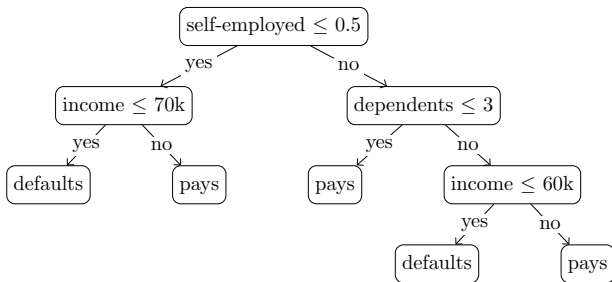 self-employed ≤ 0.5
yes no
income ≤ 70k dependents ≤ 3
yes no yes no
defaults pays pays income ≤ 60k
yes no
defaults pays